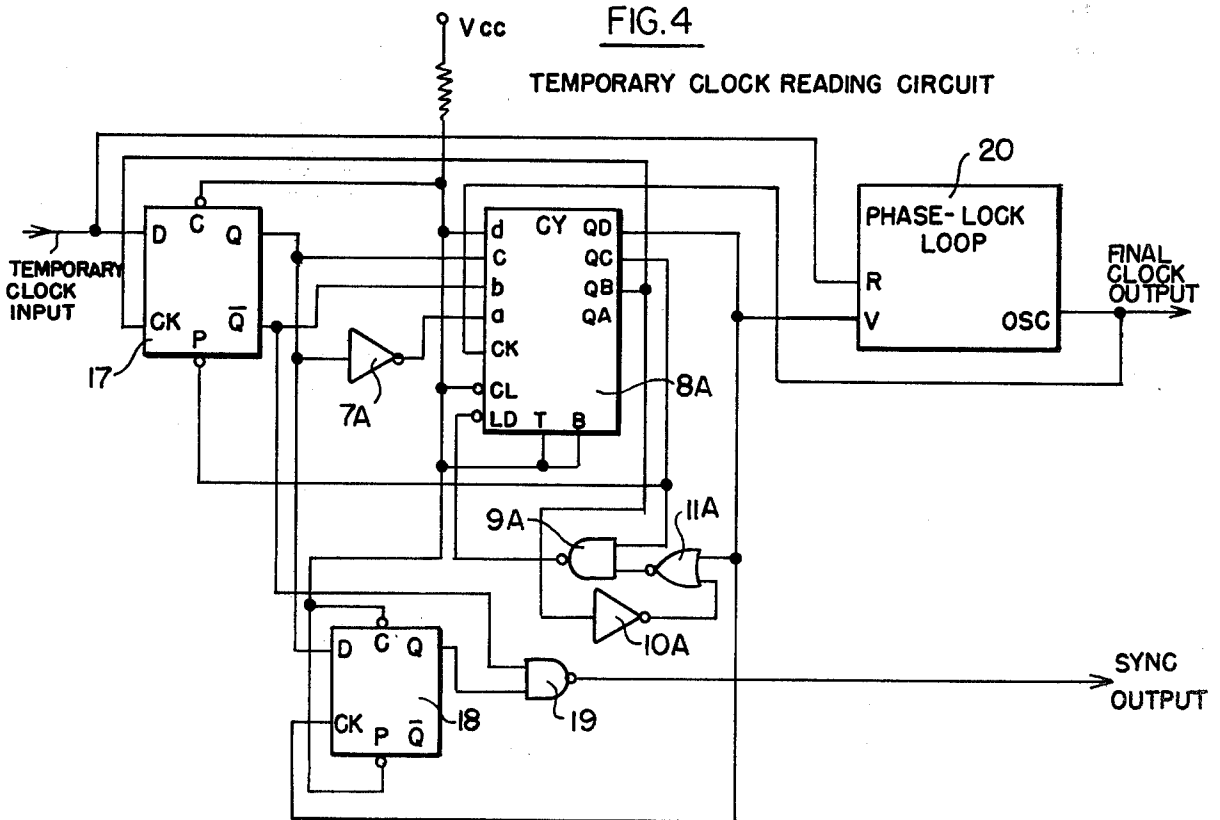 FIG.4
Vcc
TEMPORARY CLOCK READING CIRCUIT
20
PHASE-LOCK
LOOP
R
V
OSC
FINAL
CLOCK
OUTPUT
TEMPORARY
CLOCK
INPUT
D
C
Q
CK
P
Q̅
17
7A
d
CY
QD
C
QC
b
QB
a
QA
CK
CL
LD
T
B
8A
9A
11A
10A
D
C
Q
CK
P
Q̅
18
19
SYNC
OUTPUT